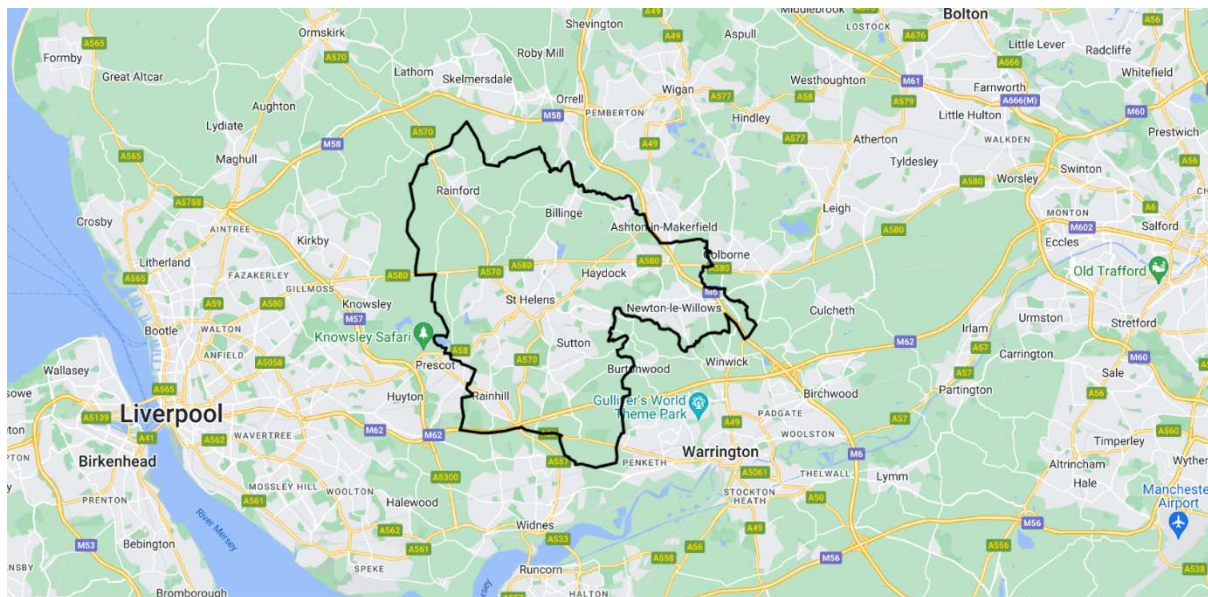 Shevington
A49
Aspull
Middlebrook
A673
LOSTOCK
Bolton
A56
A565
Formby
Ormskirk
A570
Roby Mill
A49
A676
Little Lever
Radcliffe
A666
Great Altcar
Lathom
Skelmersdale
Westhoughton
M61
Farnworth
Whitefield
A565
Aughton
Orrell
Wigan
A577
A58
A579
A666(M)
M60
M58
PEMBERTON
Hindley
Little Hulton
Lydiate
A570
A49
A577
Atherton
WALKDEN
Prestwich
Maghull
M58
Tyldesley
Swinton
A56
A565
Rainford
Worsley
A580
A5758
Billinge
Leigh
A6
Crosby
AINTREE
Kirkby
Ashton-in-Makerfield
MONTON
M602
Salford
A580
Eccles
Litherland
FAZAKERLEY
A580
A570
A580
A580
Golborne
A580
Old Trafford
A565
GILLMOSS
Haydock
A580
A59
Knowsley
St Helens
M6
Culcheth
Urmston
Bootle
WALTON
M57
Newton-le-Willows
Irlam
Stretford
Knowsley Safari
A58
Sutton
M62
A57
Carrington
M60
ANFIELD
A5058
Prescot
A570
Winwick
Wallasey
Burtonwood
Birchwood
A57
Partington
Sale
A56
A565
Huyton
Rainhill
Gulliver's World
Theme Park
A5139
Liverpool
PADGATE
A57
A560
A41
A562
M62
M62
A49
WOOLSTON
Timperley
WAVERTREE
A557
PENKETH
Warrington
M6
Birkenhead
A5300
A5061
THELWALL
Lymm
Altrincham
MOSSLEY HILL
WOOLTON
Hale
PRENTON
A561
Halewood
STOCKTON
HEATH
A50
Manchester
Airport
River Mersey
A562
Widnes
A49
M56
M53
Bebington
A561
A533
A56
M56
A556
SPEKE
Runcorn
A558
A538
Bromborough
HALTON